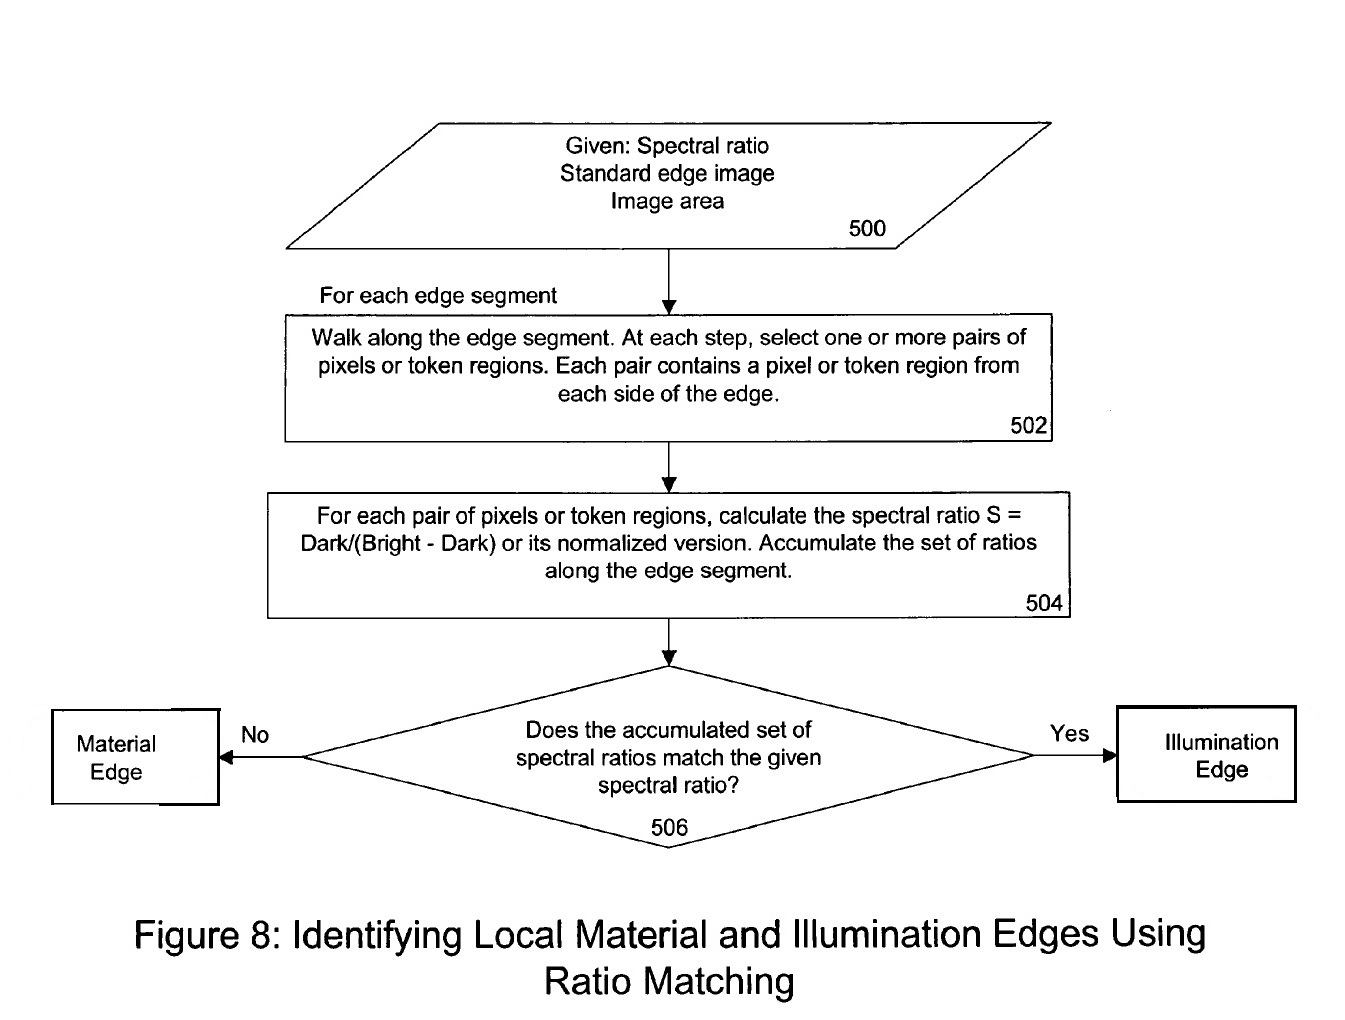 Given: Spectral ratio
Standard edge image
Image area
500
For each edge segment
Walk along the edge segment. At each step, select one or more pairs of
pixels or token regions. Each pair contains a pixel or token region from
each side of the edge.
502
For each pair of pixels or token regions, calculate the spectral ratio S =
Dark/(Bright - Dark) or its normalized version. Accumulate the set of ratios
along the edge segment.
504
Material
Edge
No
Does the accumulated set of
spectral ratios match the given
spectral ratio?
506
Yes
Illumination
Edge
Figure 8: Identifying Local Material and Illumination Edges Using
Ratio Matching